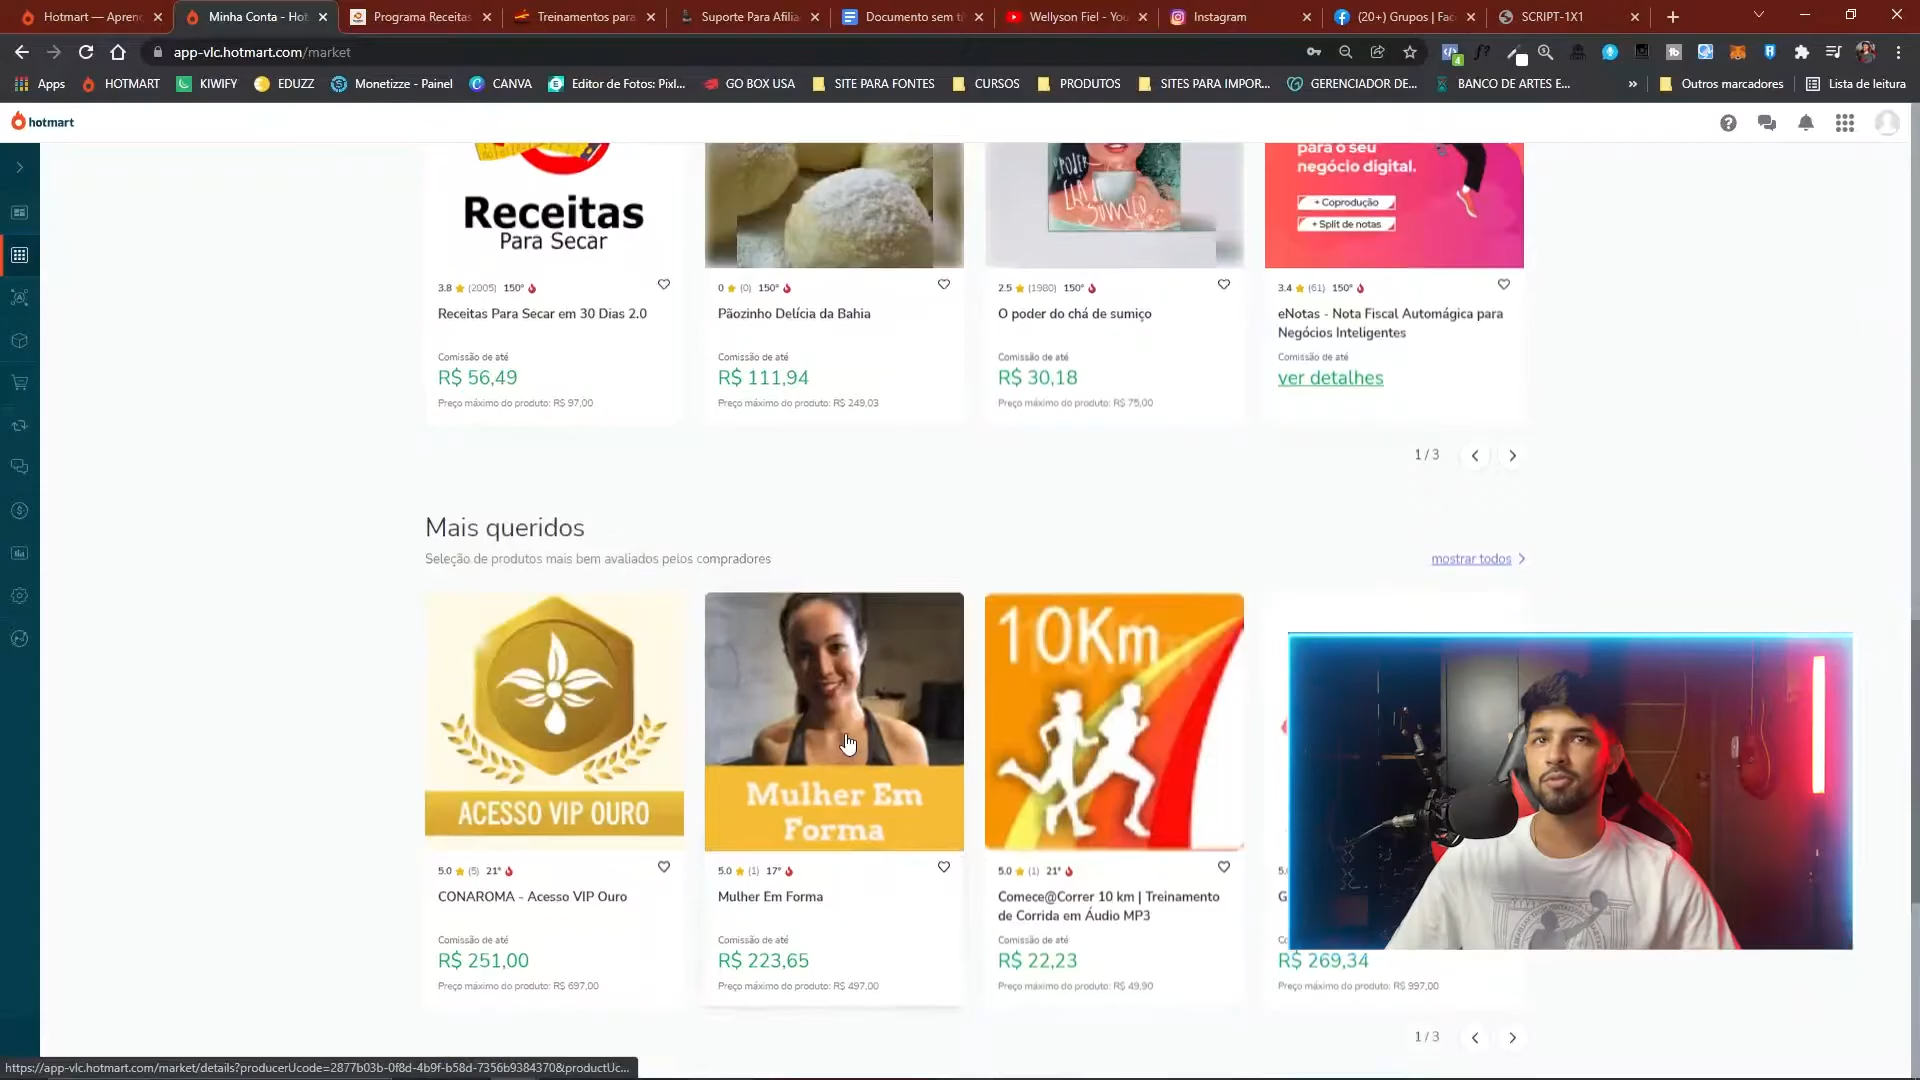 Hotmart — Apren
Minha Conta - Hot
Programa Receitas
Treinamentos para
Suporte Para Afilia
Documento sem t
Wellyson Fiel - You
Instagram
(20+) Grupos | Fac
SCRIPT-1X1
app-vlc.hotmart.com/market
4
Apps
HOTMART
KIWIFY
EDUZZ
Monetizze - Painel
CANVA
Editor de Fotos: Pixl...
GO BOX USA
SITE PARA FONTES
CURSOS
PRODUTOS
SITES PARA IMPOR...
GERENCIADOR DE...
BANCO DE ARTES E...
»
Outros marcadores
Lista de leitura
hotmart
Receitas
Para Secar
para o seu
negócio digital.
+ Coprodução
+ Split de notas
3.8 (2005) 150°
0 (0) 150°
2.5 (1980) 150°
3.4 (61) 150°
Receitas Para Secar em 30 Dias 2.0
Pãozinho Delícia da Bahia
O poder do chá de sumiço
eNotas - Nota Fiscal Automágica para
Negócios Inteligentes
Comissão de até
Comissão de até
Comissão de até
Comissão de até
R$ 56,49
R$ 111,94
R$ 30,18
ver detalhes
Preço máximo do produto: R$ 97,00
Preço máximo do produto: R$ 249,03
Preço máximo do produto: R$ 75,00
1 / 3
Mais queridos
Seleção de produtos mais bem avaliados pelos compradores
mostrar todos
ACESSO VIP OURO
Mulher Em
Forma
10Km
5.0 (5) 21°
5.0 (1) 17°
5.0 (1) 21°
5.
CONAROMA - Acesso VIP Ouro
Mulher Em Forma
Comece@Correr 10 km | Treinamento
de Corrida em Áudio MP3
G
Comissão de até
Comissão de até
Comissão de até
R$ 251,00
R$ 223,65
R$ 22,23
R$ 269,34
Preço máximo do produto: R$ 697,00
Preço máximo do produto: R$ 497,00
Preço máximo do produto: R$ 49,90
Preço máximo do produto: R$ 997,00
1 / 3
https://app-vlc.hotmart.com/market/details?producerUcode=2877b03b-0f8d-4b9f-b58d-7356b9384370&productUc...